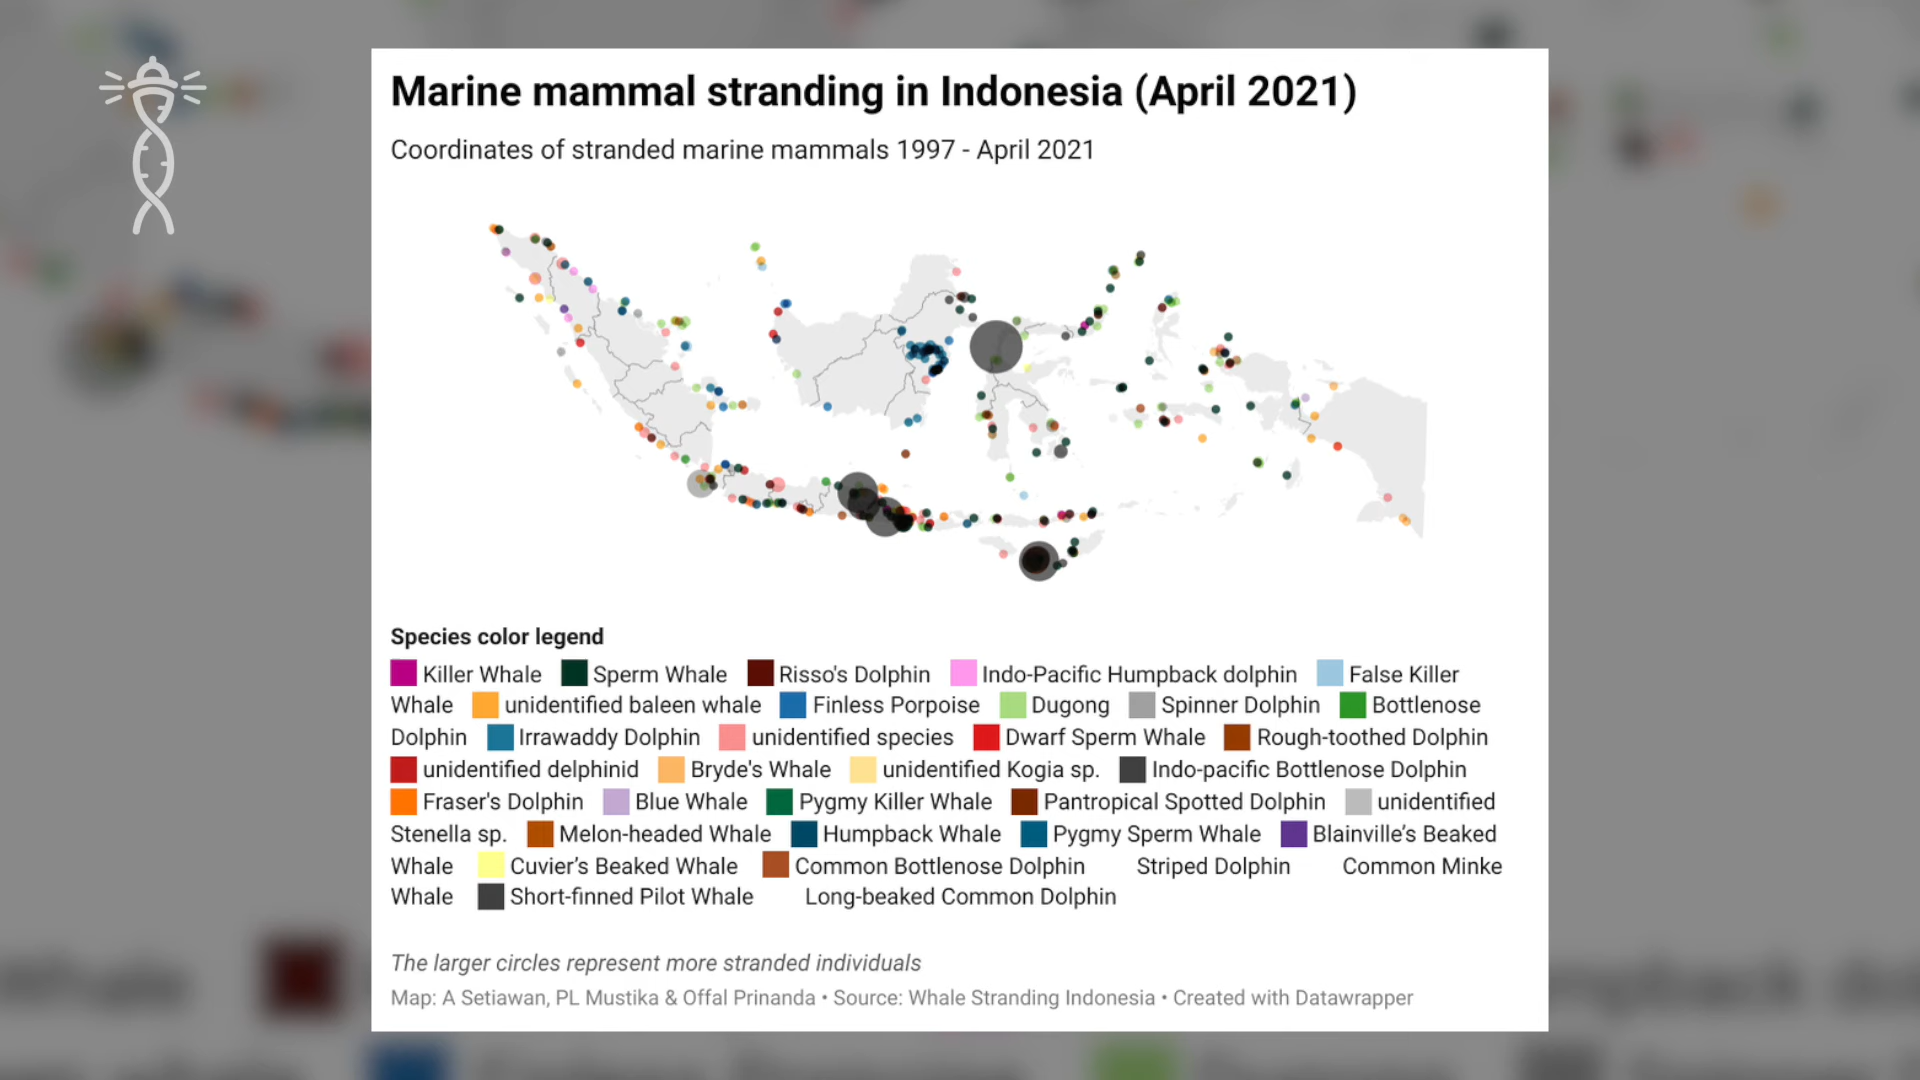 Marine mammal stranding in Indonesia (April 2021)
Coordinates of stranded marine mammals 1997 - April 2021
Species color legend
Killer Whale Sperm Whale Risso's Dolphin Indo-Pacific Humpback dolphin False Killer
Whale unidentified baleen whale Finless Porpoise Dugong Spinner Dolphin Bottlenose
Dolphin Irrawaddy Dolphin unidentified species Dwarf Sperm Whale Rough-toothed Dolphin
unidentified delphinid Bryde's Whale unidentified Kogia sp. Indo-pacific Bottlenose Dolphin
Fraser's Dolphin Blue Whale Pygmy Killer Whale Pantropical Spotted Dolphin unidentified
Stenella sp. Melon-headed Whale Humpback Whale Pygmy Sperm Whale Blainville’s Beaked
Whale Cuvier’s Beaked Whale Common Bottlenose Dolphin Striped Dolphin Common Minke
Whale Short-finned Pilot Whale Long-beaked Common Dolphin
The larger circles represent more stranded individuals
Map: A Setiawan, PL Mustika & Offal Prinanda • Source: Whale Stranding Indonesia • Created with Datawrapper